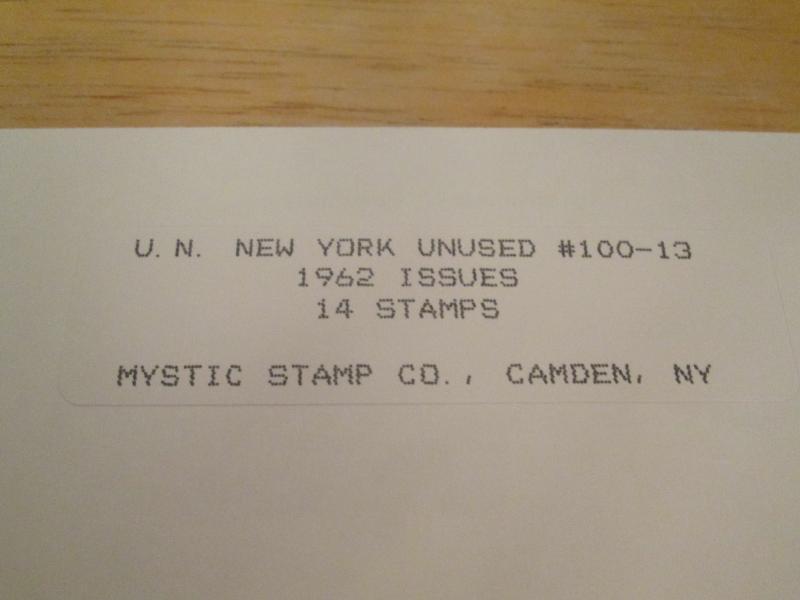 U.N. NEW YORK UNUSED #100-13
1962 ISSUES
14 STAMPS
MYSTIC STAMP CO., CAMDEN, NY